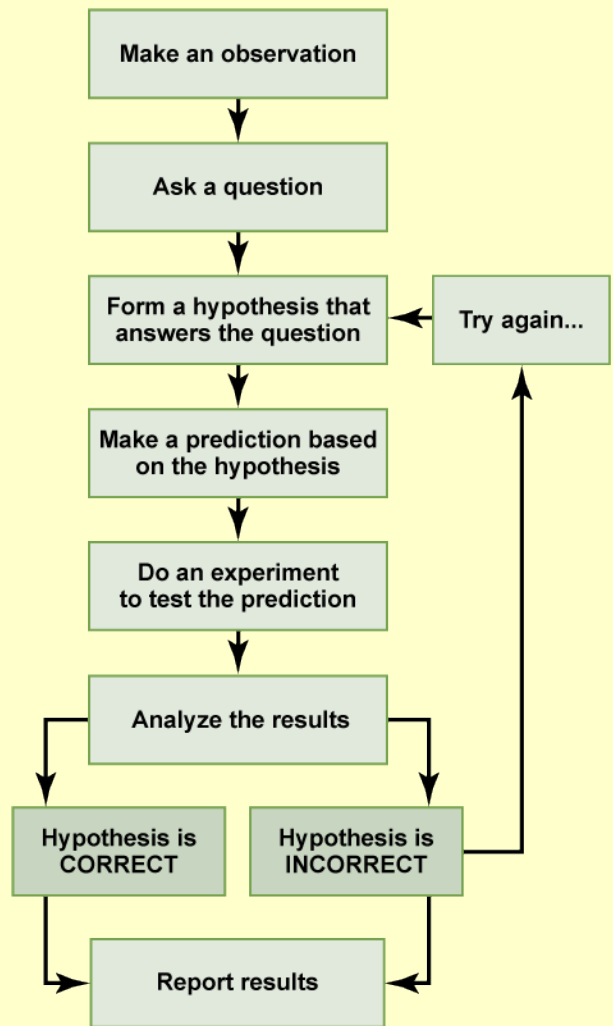 Make an observation
Ask a question
Form a hypothesis that
answers the question
Try again...
Make a prediction based
on the hypothesis
Do an experiment
to test the prediction
Analyze the results
Hypothesis is
CORRECT
Hypothesis is
INCORRECT
Report results